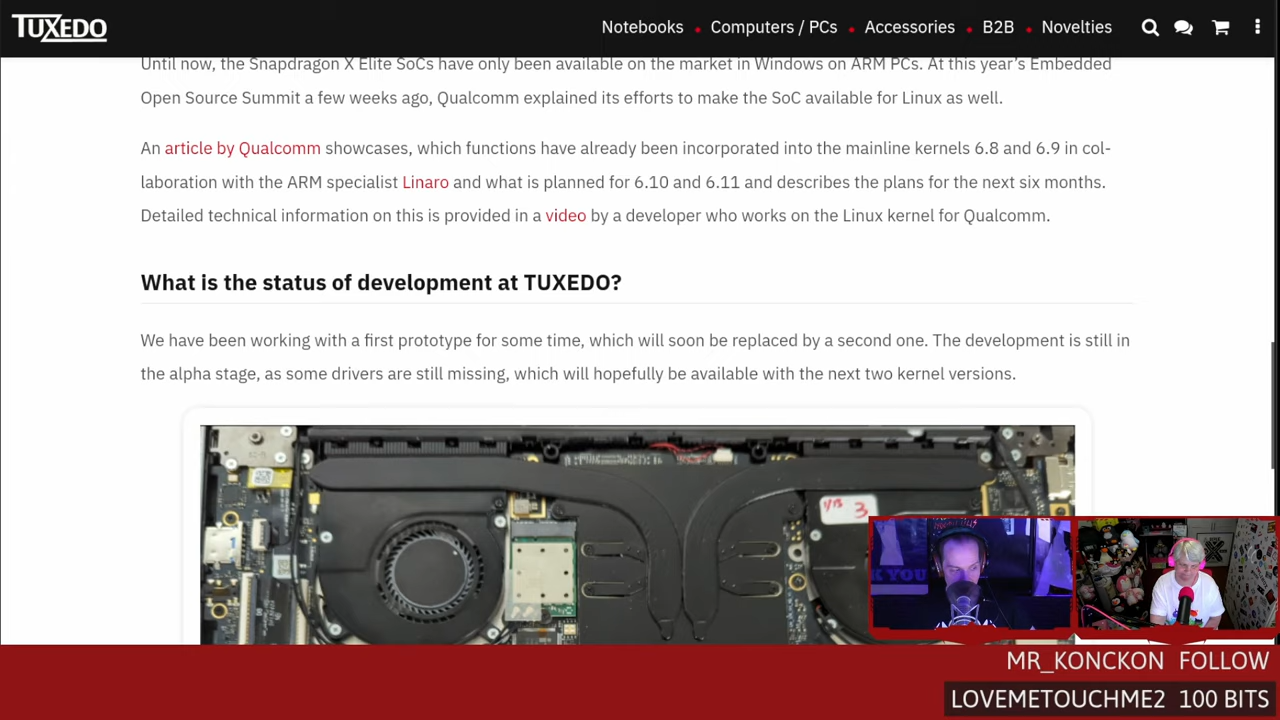 TUXEDO
Notebooks • Computers / PCs • Accessories • B2B • Novelties
Until now, the Snapdragon X Elite SoCs have only been available on the market in Windows on ARM PCs. At this year's Embedded
Open Source Summit a few weeks ago, Qualcomm explained its efforts to make the SoC available for Linux as well.
An article by Qualcomm showcases, which functions have already been incorporated into the mainline kernels 6.8 and 6.9 in col-
laboration with the ARM specialist Linaro and what is planned for 6.10 and 6.11 and describes the plans for the next six months.
Detailed technical information on this is provided in a video by a developer who works on the Linux kernel for Qualcomm.
What is the status of development at TUXEDO?
We have been working with a first prototype for some time, which will soon be replaced by a second one. The development is still in
the alpha stage, as some drivers are still missing, which will hopefully be available with the next two kernel versions.
3
1
K YOU
MR_KONCKON FOLLOW
LOVEMETOUCHME2 100 BITS